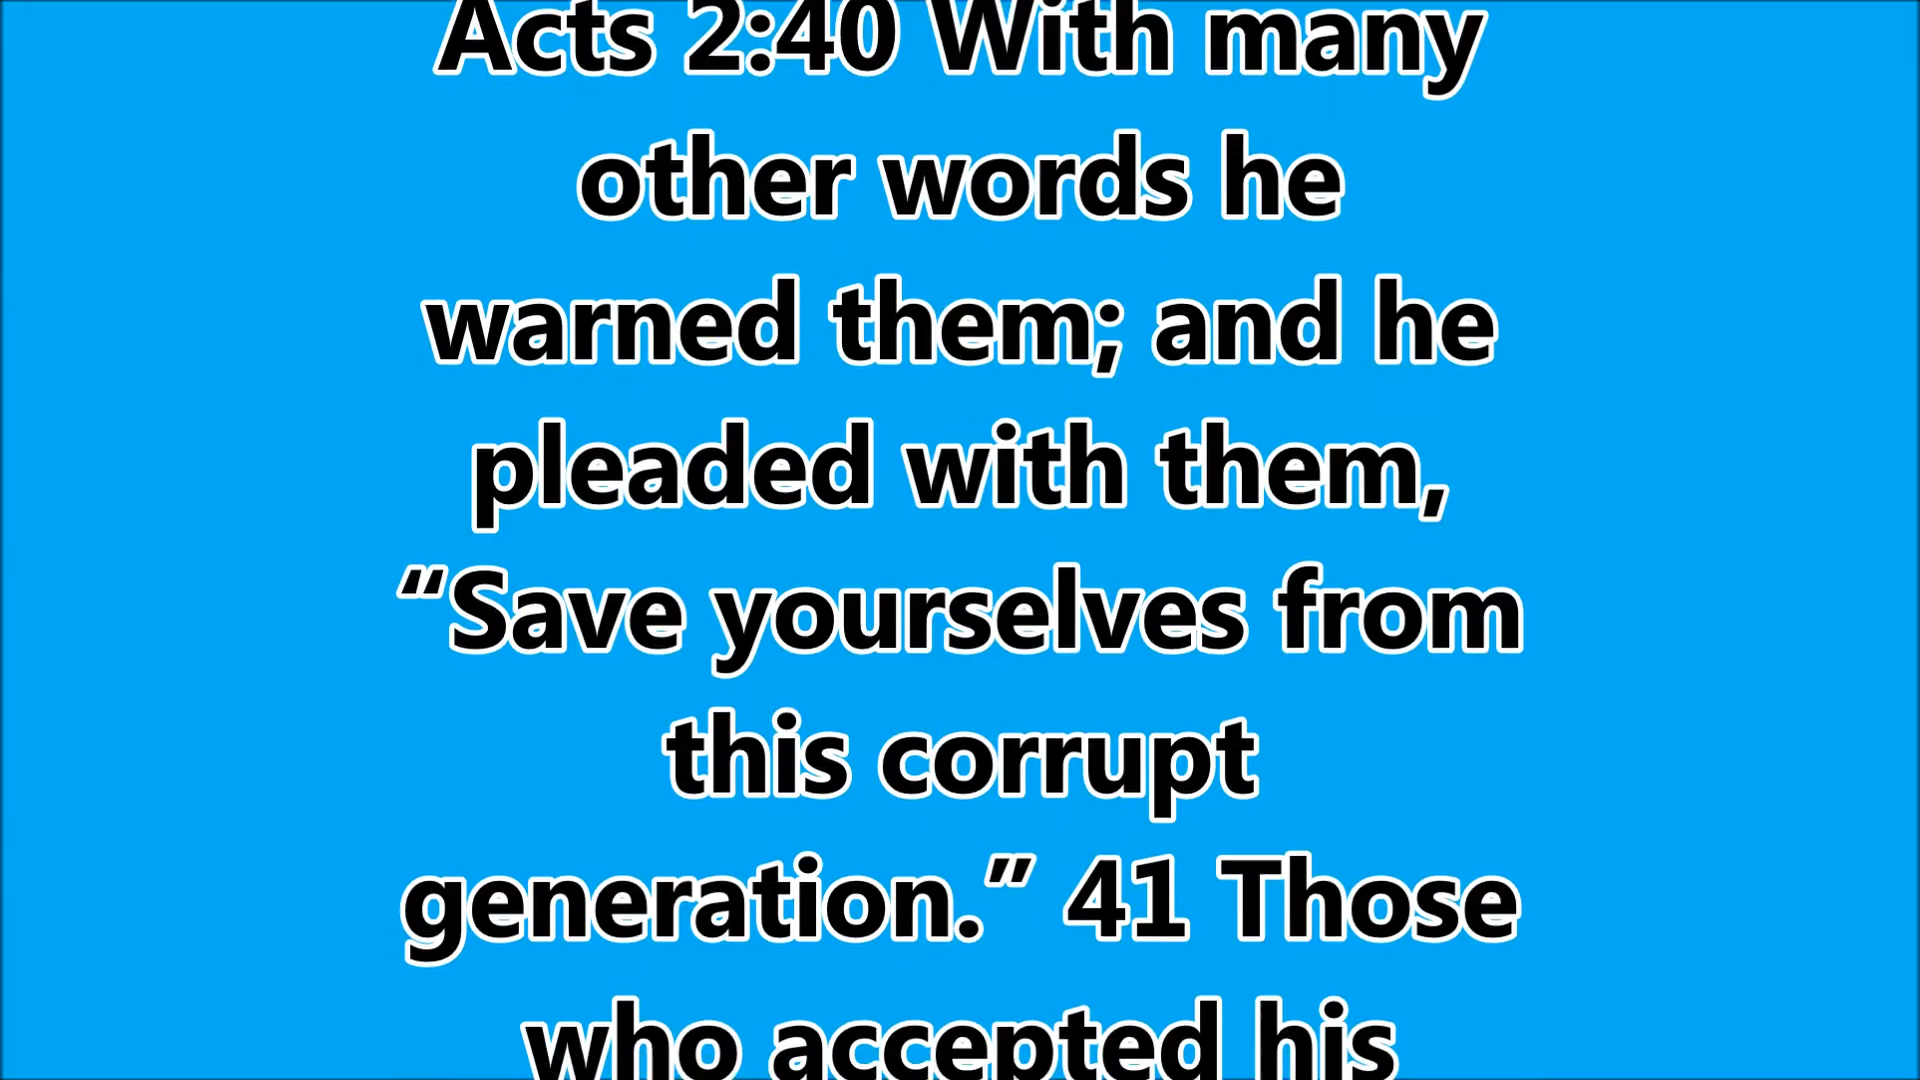 Acts 2:40 With many
other words he
warned them; and he
pleaded with them,
“Save yourselves from
this corrupt
generation.” 41 Those
who accepted his